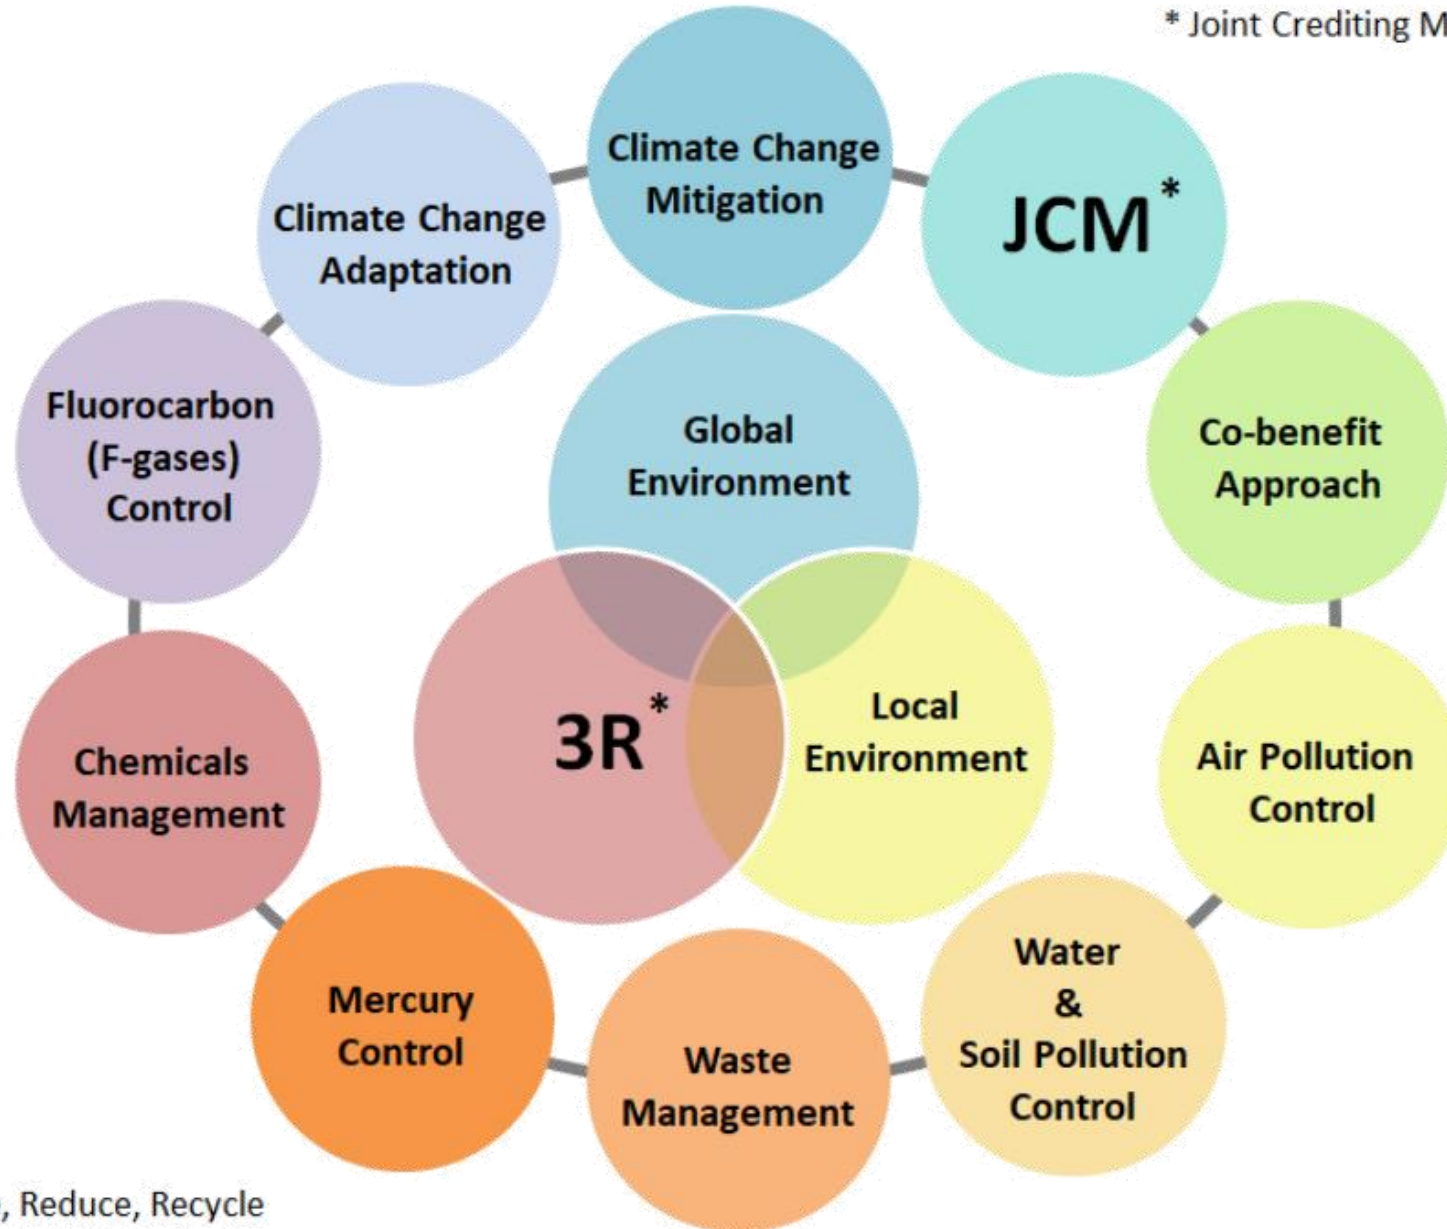 * Joint Crediting M
Climate Change
Mitigation
JCM*
Climate Change
Adaptation
Fluorocarbon
(F-gases)
Control
Global
Environment
Co-benefit
Approach
3R*
Local
Environment
Chemicals
Management
Air Pollution
Control
Mercury
Control
Waste
Management
Water
&
Soil Pollution
Control
, Reduce, Recycle